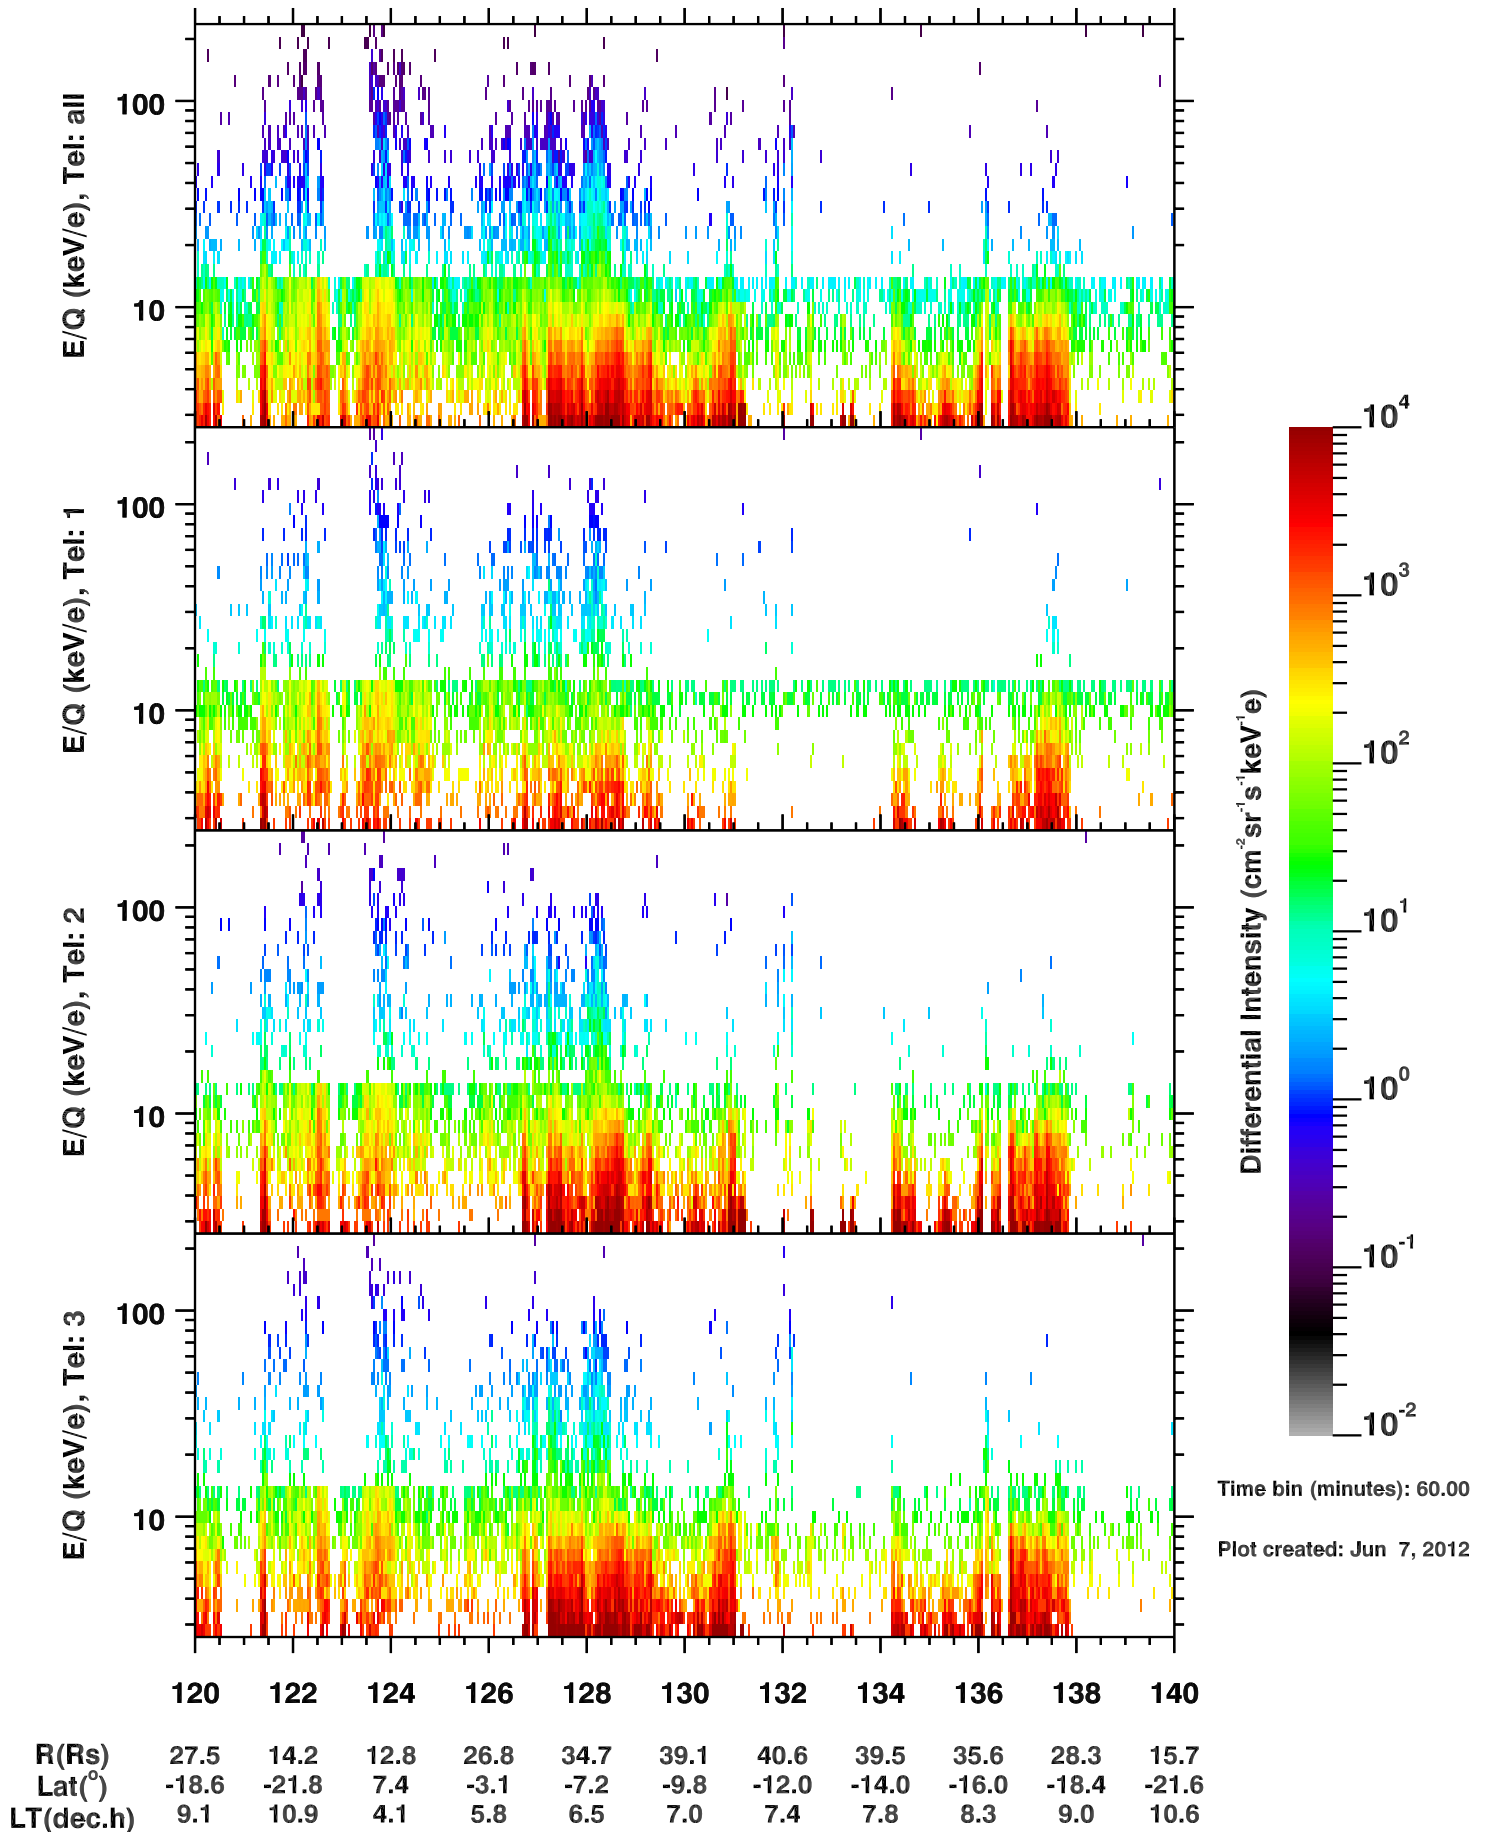 E/Q (keV/e), Tel: all
100
10
E/Q (keV/e), Tel: 1
100
10
E/Q (keV/e), Tel: 2
100
10
E/Q (keV/e), Tel: 3
100
10
120 122 124 126 128 130 132 134 136 138 140
R(Rs) 27.5 14.2 12.8 26.8 34.7 39.1 40.6 39.5 35.6 28.3 15.7
Lat(°) -18.6 -21.8 7.4 -3.1 -7.2 -9.8 -12.0 -14.0 -16.0 -18.4 -21.6
LT(dec.h) 9.1 10.9 4.1 5.8 6.5 7.0 7.4 7.8 8.3 9.0 10.6
Differential Intensity (cm⁻²sr⁻¹s⁻¹keV⁻¹e)
10⁴
10³
10²
10¹
10⁰
10⁻¹
10⁻²
Time bin (minutes): 60.00
Plot created: Jun 7, 2012